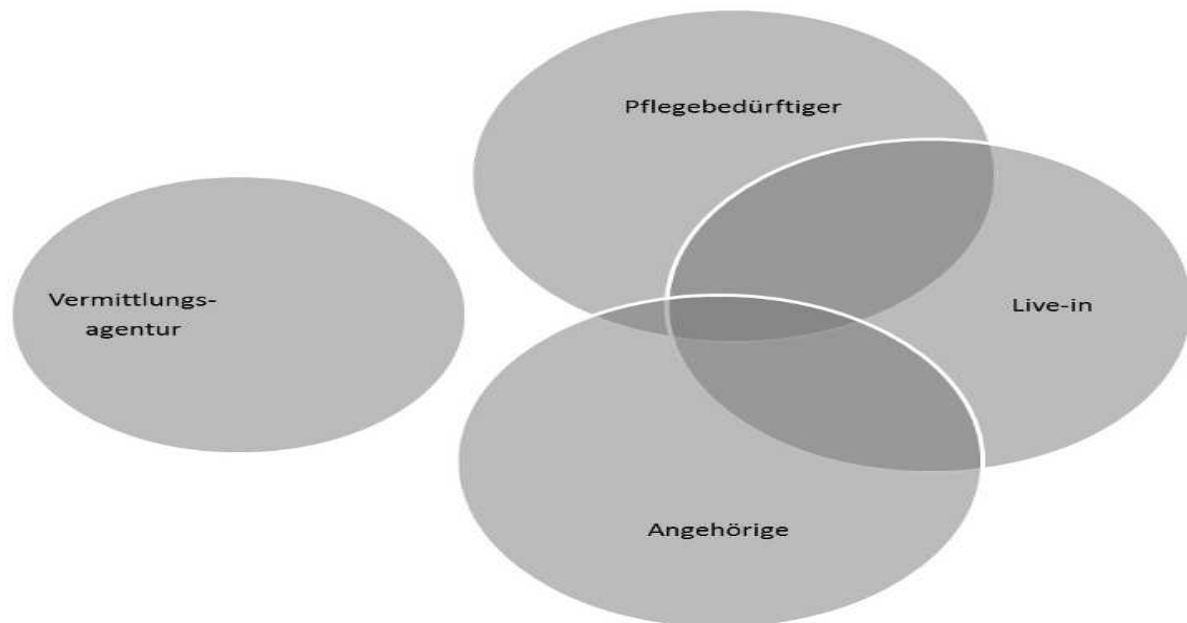 Pflegebedürftiger
Vermittlungs-
agentur
Live-in
Angehörige